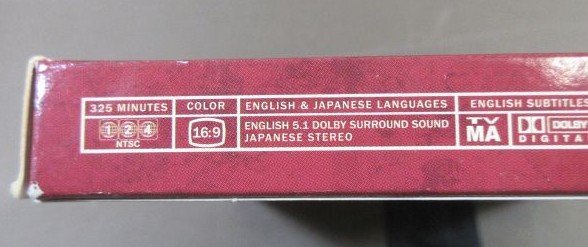 325 MINUTES COLOR ENGLISH & JAPANESE LANGUAGES ENGLISH SUBTITLES
1 2 4
NTSC
16:9
ENGLISH 5.1 DOLBY SURROUND SOUND
JAPANESE STEREO
TV
MA
DOLBY
DIGITAL